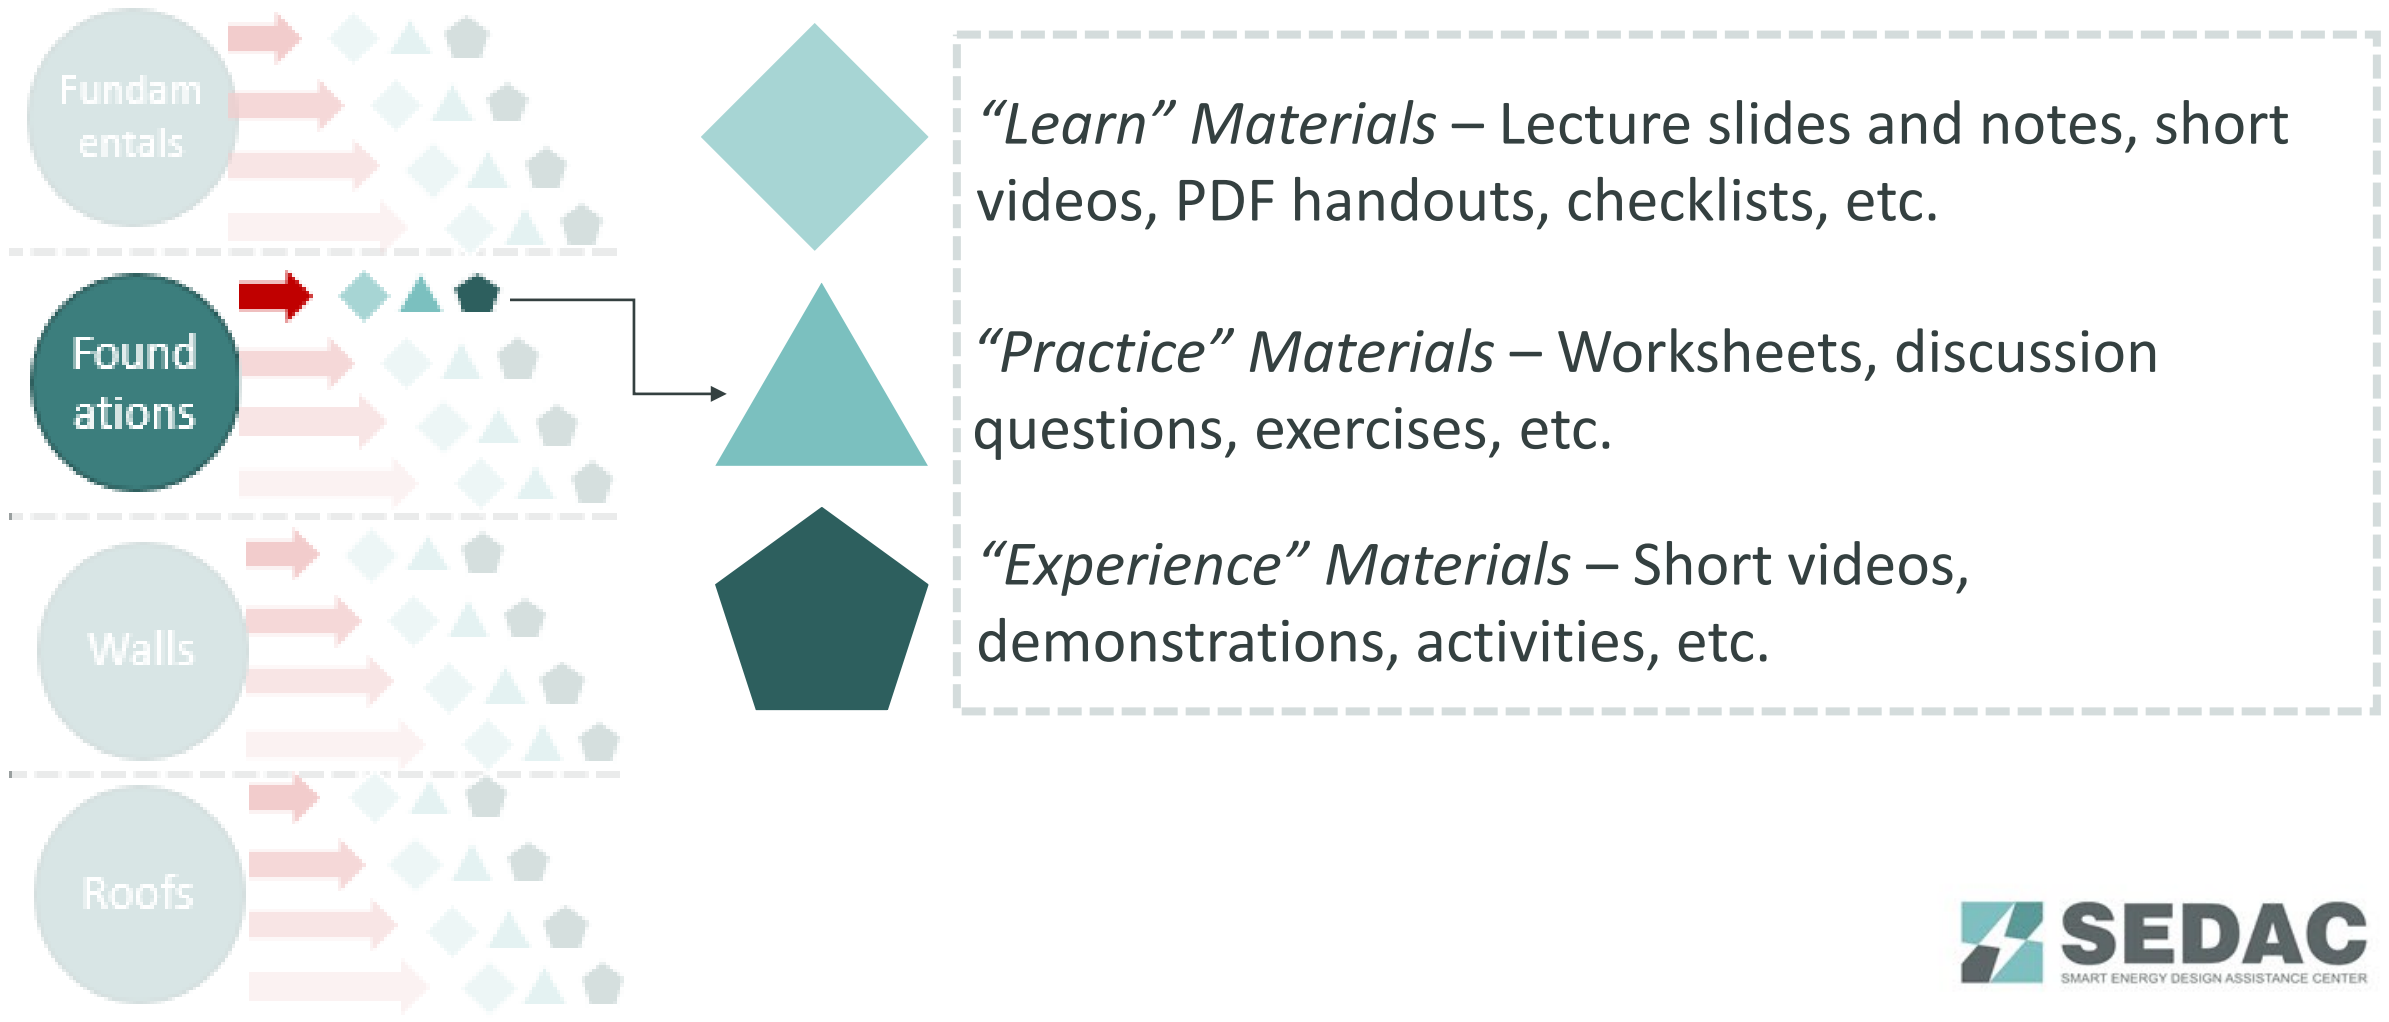 Fundam
entals
Found
ations
Walls
Roofs
“Learn” Materials – Lecture slides and notes, short
videos, PDF handouts, checklists, etc.
“Practice” Materials – Worksheets, discussion
questions, exercises, etc.
“Experience” Materials – Short videos,
demonstrations, activities, etc.
SEDAC
SMART ENERGY DESIGN ASSISTANCE CENTER